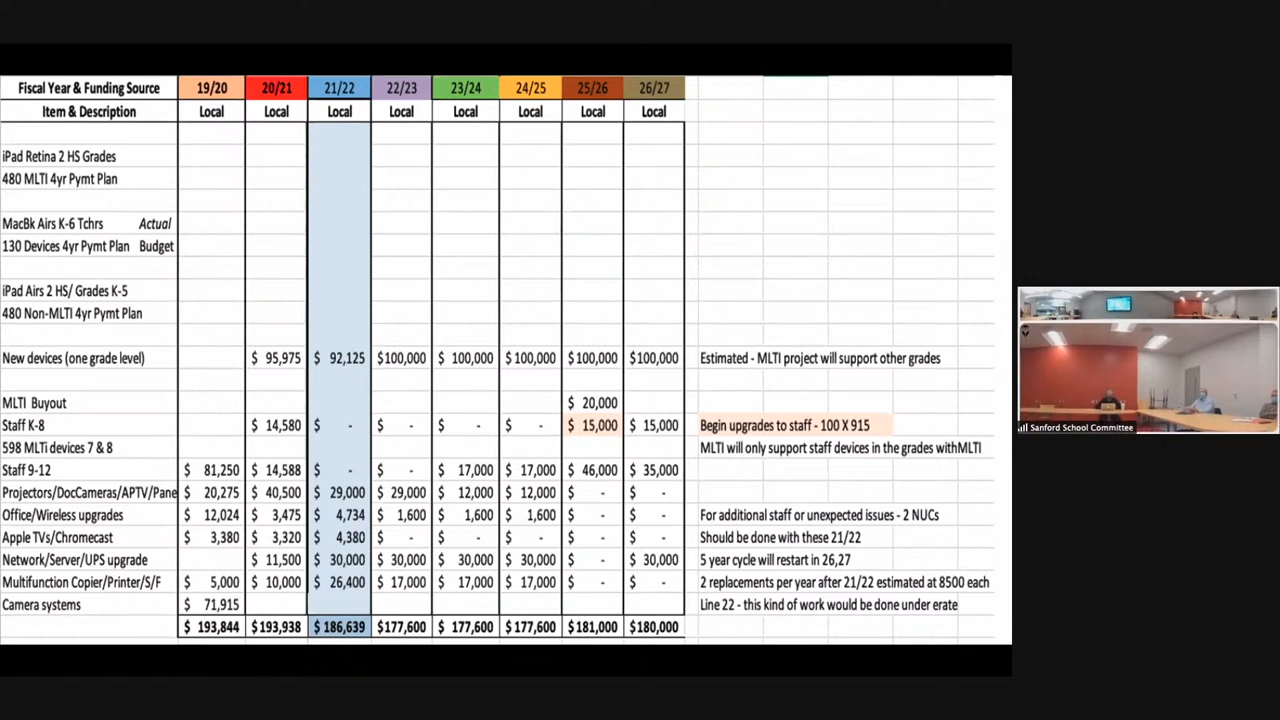 Fiscal Year & Funding Source 19/20 20/21 21/22 22/23 23/24 24/25 25/26 26/27
Item & Description Local Local Local Local Local Local Local Local
iPad Retina 2 HS Grades
480 MLTI 4yr Pymt Plan
MacBk Airs K-6 Tchrs Actual
130 Devices 4yr Pymt Plan Budget
iPad Airs 2 HS/ Grades K-5
480 Non-MLTI 4yr Pymt Plan
New devices (one grade level) $ 95,975 $ 92,125 $100,000 $ 100,000 $100,000 $100,000 $100,000 Estimated - MLTI project will support other grades
MLTI Buyout $ 20,000
Staff K-8 $ 14,580 $ - $ - $ - $ - $ 15,000 $ 15,000 Begin upgrades to staff - 100 X 915
598 MLTi devices 7 & 8 MLTI will only support staff devices in the grades withMLTI
Staff 9-12 $ 81,250 $ 14,588 $ - $ - $ 17,000 $ 17,000 $ 46,000 $ 35,000
Projectors/DocCameras/APTV/Pane $ 20,275 $ 40,500 $ 29,000 $ 29,000 $ 12,000 $ 12,000 $ - $ -
Office/Wireless upgrades $ 12,024 $ 3,475 $ 4,734 $ 1,600 $ 1,600 $ 1,600 $ - $ - For additional staff or unexpected issues - 2 NUCs
Apple TVs/Chromecast $ 3,380 $ 3,320 $ 4,380 $ - $ - $ - $ - $ - Should be done with these 21/22
Network/Server/UPS upgrade $ 11,500 $ 30,000 $ 30,000 $ 30,000 $ 30,000 $ - $ 30,000 5 year cycle will restart in 26,27
Multifunction Copier/Printer/S/F $ 5,000 $ 10,000 $ 26,400 $ 17,000 $ 17,000 $ 17,000 $ - $ - 2 replacements per year after 21/22 estimated at 8500 each
Camera systems $ 71,915 Line 22 - this kind of work would be done under erate
$ 193,844 $193,938 $ 186,639 $177,600 $ 177,600 $177,600 $181,000 $180,000
Sanford School Committee